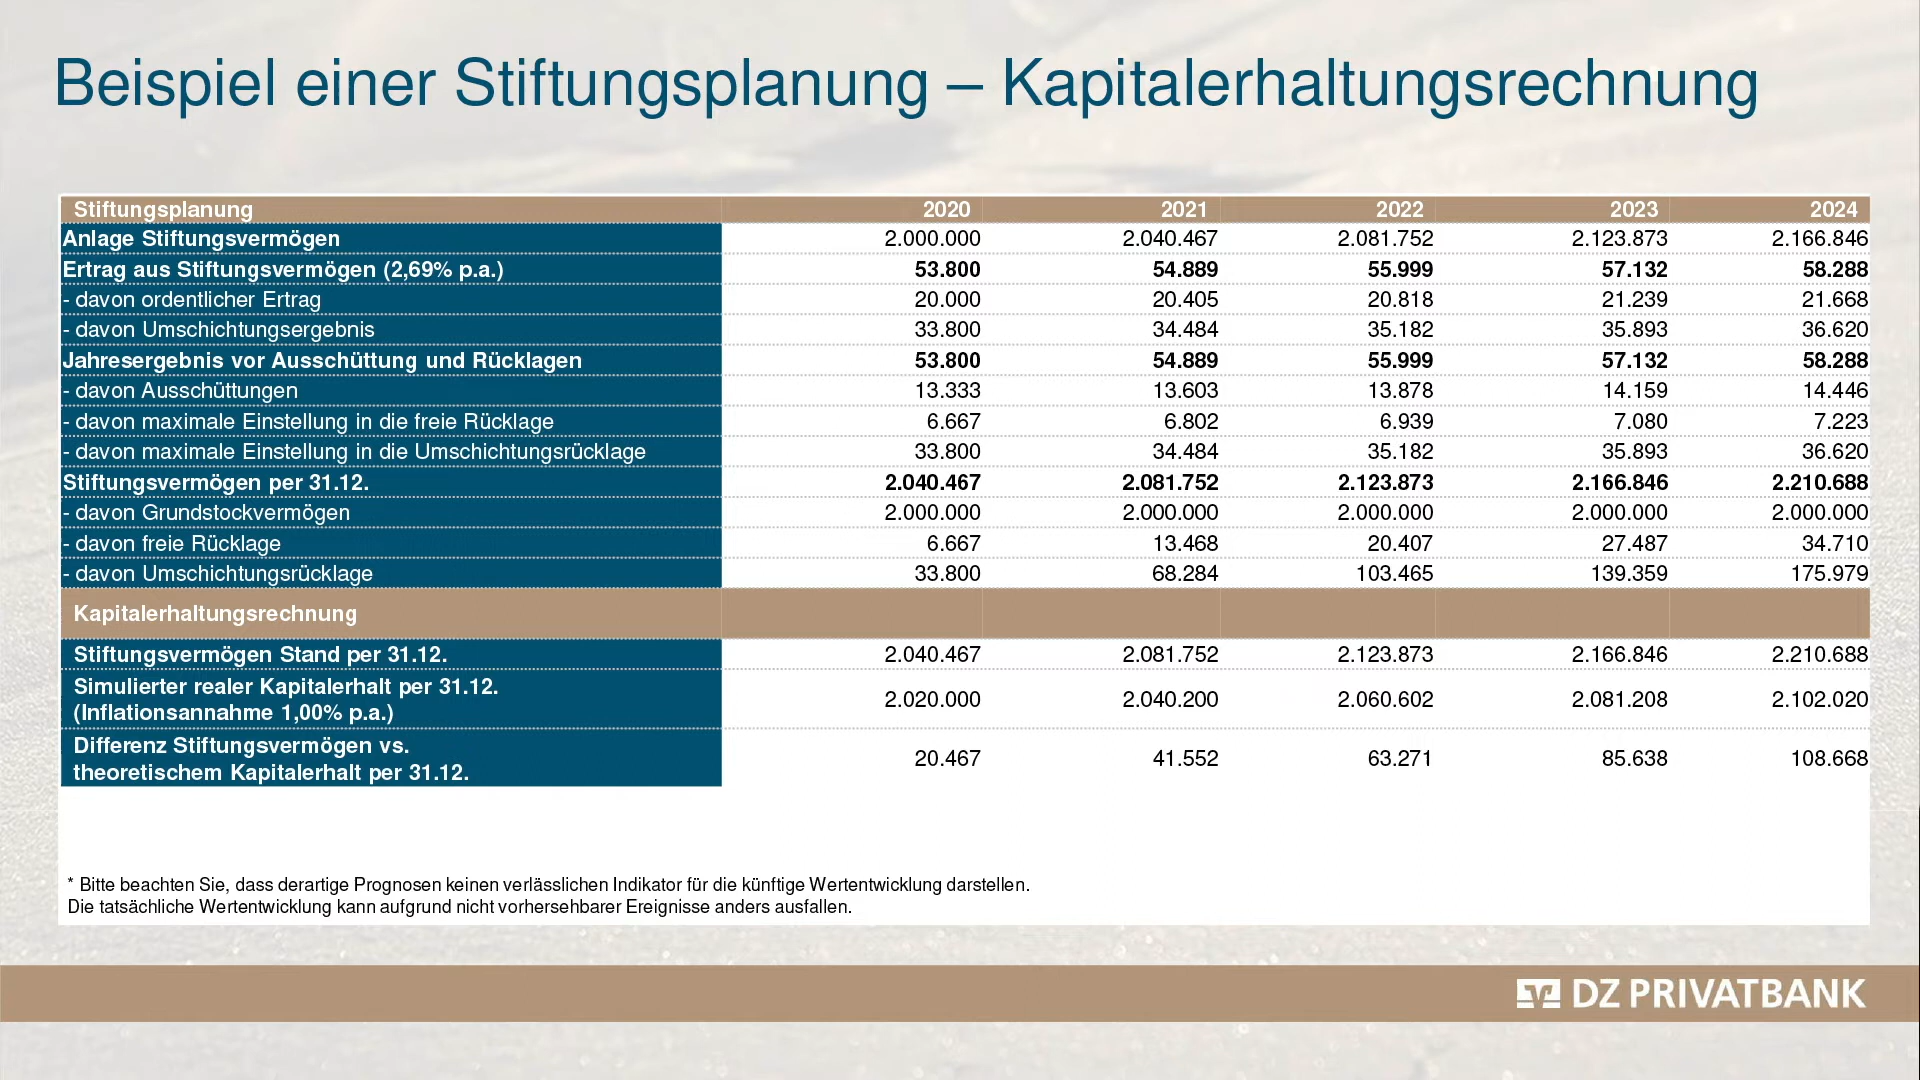 Beispiel einer Stiftungsplanung – Kapitalerhaltungsrechnung
Stiftungsplanung 2020 2021 2022 2023 2024
Anlage Stiftungsvermögen 2.000.000 2.040.467 2.081.752 2.123.873 2.166.846
Ertrag aus Stiftungsvermögen (2,69% p.a.) 53.800 54.889 55.999 57.132 58.288
- davon ordentlicher Ertrag 20.000 20.405 20.818 21.239 21.668
- davon Umschichtungsergebnis 33.800 34.484 35.182 35.893 36.620
Jahresergebnis vor Ausschüttung und Rücklagen 53.800 54.889 55.999 57.132 58.288
- davon Ausschüttungen 13.333 13.603 13.878 14.159 14.446
- davon maximale Einstellung in die freie Rücklage 6.667 6.802 6.939 7.080 7.223
- davon maximale Einstellung in die Umschichtungsrücklage 33.800 34.484 35.182 35.893 36.620
Stiftungsvermögen per 31.12. 2.040.467 2.081.752 2.123.873 2.166.846 2.210.688
- davon Grundstockvermögen 2.000.000 2.000.000 2.000.000 2.000.000 2.000.000
- davon freie Rücklage 6.667 13.468 20.407 27.487 34.710
- davon Umschichtungsrücklage 33.800 68.284 103.465 139.359 175.979
Kapitalerhaltungsrechnung
Stiftungsvermögen Stand per 31.12. 2.040.467 2.081.752 2.123.873 2.166.846 2.210.688
Simulierter realer Kapitalerhalt per 31.12.
(Inflationsannahme 1,00% p.a.) 2.020.000 2.040.200 2.060.602 2.081.208 2.102.020
Differenz Stiftungsvermögen vs.
theoretischem Kapitalerhalt per 31.12. 20.467 41.552 63.271 85.638 108.668
* Bitte beachten Sie, dass derartige Prognosen keinen verlässlichen Indikator für die künftige Wertentwicklung darstellen.
Die tatsächliche Wertentwicklung kann aufgrund nicht vorhersehbarer Ereignisse anders ausfallen.
DZ PRIVATBANK